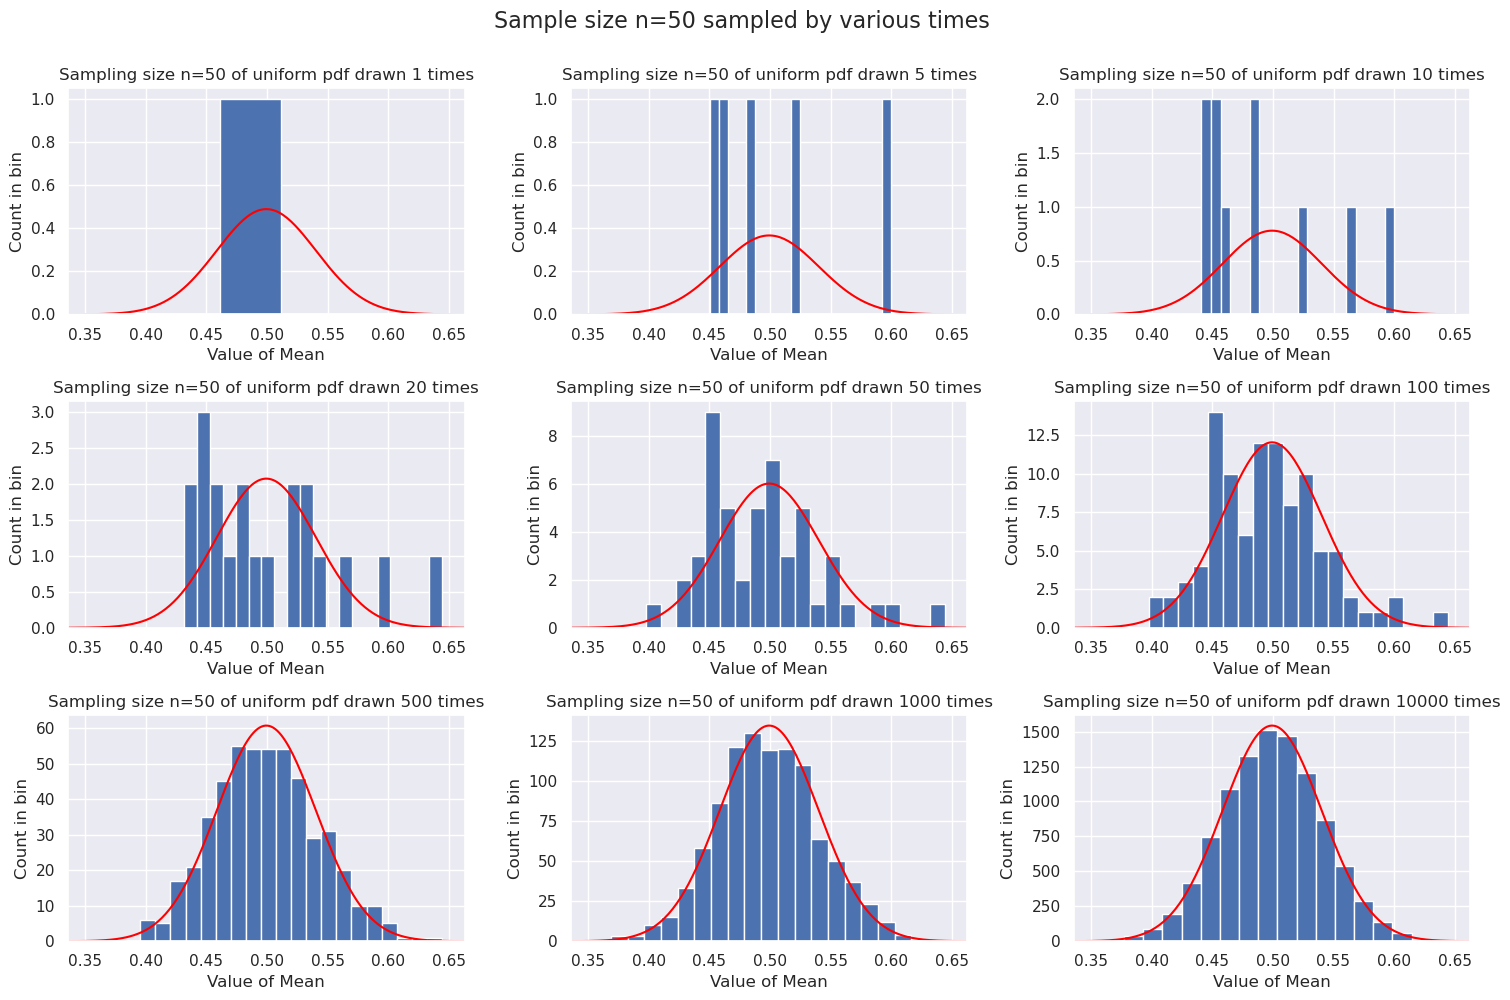 Sample size n=50 sampled by various times
Sampling size n=50 of uniform pdf drawn 1 times
Count in bin
1.0
0.8
0.6
0.4
0.2
0.0
0.35 0.40 0.45 0.50 0.55 0.60 0.65
Value of Mean
Sampling size n=50 of uniform pdf drawn 5 times
Count in bin
1.0
0.8
0.6
0.4
0.2
0.0
0.35 0.40 0.45 0.50 0.55 0.60 0.65
Value of Mean
Sampling size n=50 of uniform pdf drawn 10 times
Count in bin
2.0
1.5
1.0
0.5
0.0
0.35 0.40 0.45 0.50 0.55 0.60 0.65
Value of Mean
Sampling size n=50 of uniform pdf drawn 20 times
Count in bin
3.0
2.5
2.0
1.5
1.0
0.5
0.0
0.35 0.40 0.45 0.50 0.55 0.60 0.65
Value of Mean
Sampling size n=50 of uniform pdf drawn 50 times
Count in bin
8
6
4
2
0
0.35 0.40 0.45 0.50 0.55 0.60 0.65
Value of Mean
Sampling size n=50 of uniform pdf drawn 100 times
Count in bin
12.5
10.0
7.5
5.0
2.5
0.0
0.35 0.40 0.45 0.50 0.55 0.60 0.65
Value of Mean
Sampling size n=50 of uniform pdf drawn 500 times
Count in bin
60
50
40
30
20
10
0
0.35 0.40 0.45 0.50 0.55 0.60 0.65
Value of Mean
Sampling size n=50 of uniform pdf drawn 1000 times
Count in bin
125
100
75
50
25
0
0.35 0.40 0.45 0.50 0.55 0.60 0.65
Value of Mean
Sampling size n=50 of uniform pdf drawn 10000 times
Count in bin
1500
1250
1000
750
500
250
0
0.35 0.40 0.45 0.50 0.55 0.60 0.65
Value of Mean